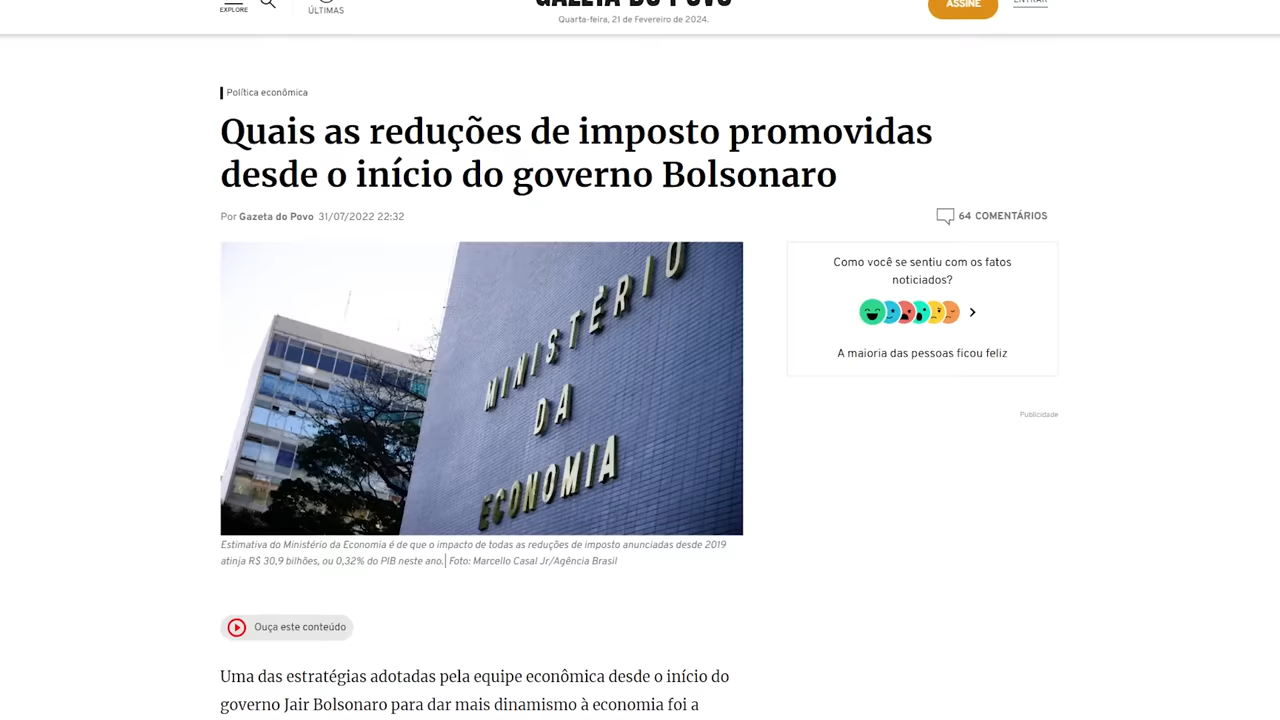 EXPLORE
ÚLTIMAS
GAZETA DO POVO
Quarta-feira, 21 de Fevereiro de 2024.
ASSINE
ENTRAR
Política econômica
Quais as reduções de imposto promovidas
desde o início do governo Bolsonaro
Por Gazeta do Povo 31/07/2022 22:32
64 COMENTÁRIOS
MINISTÉRIO
DA
ECONOMIA
Como você se sentiu com os fatos
noticiados?
A maioria das pessoas ficou feliz
Publicidade
Estimativa do Ministério da Economia é de que o impacto de todas as reduções de imposto anunciadas desde 2019
atinja R$ 30,9 bilhões, ou 0,32% do PIB neste ano.| Foto: Marcello Casal Jr/Agência Brasil
Ouça este conteúdo
Uma das estratégias adotadas pela equipe econômica desde o início do
governo Jair Bolsonaro para dar mais dinamismo à economia foi a